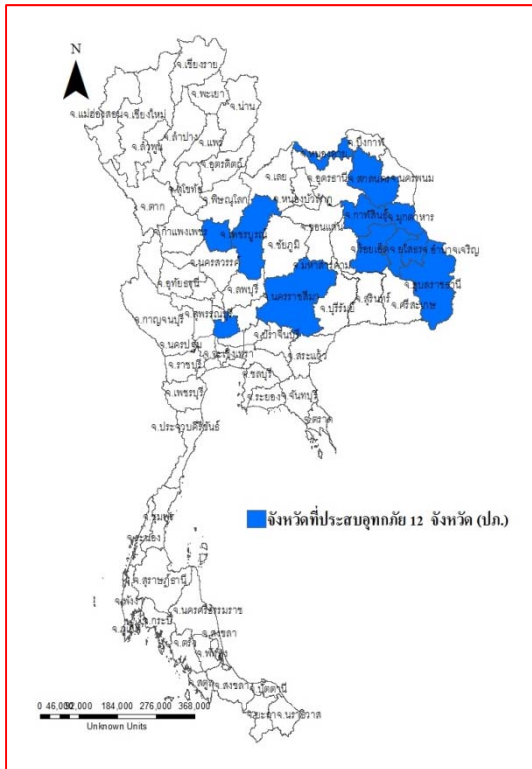 N
จ.เชียงราย
จ.พะเยา
จ.น่าน
จ.แม่ฮ่องสอน
จ.เชียงใหม่
จ.ลำปาง
จ.แพร่
จ.ลำพูน
จ.อุตรดิตถ์
จ.บึงกาฬ
จ.หนองคาย
จ.เลย
จ.อุดรธานี
จ.สกลนคร
จ.นครพนม
จ.สุโขทัย
จ.ตาก
จ.พิษณุโลก
จ.หนองบัวลำภู
จ.กำแพงเพชร
จ.เพชรบูรณ์
จ.ขอนแก่น
จ.กาฬสินธุ์
จ.มุกดาหาร
จ.ชัยภูมิ
จ.มหาสารคาม
จ.ร้อยเอ็ด
จ.ยโสธร
จ.อำนาจเจริญ
จ.นครสวรรค์
จ.อุทัยธานี
จ.ลพบุรี
จ.นครราชสีมา
จ.บุรีรัมย์
จ.สุรินทร์
จ.ศรีสะเกษ
จ.อุบลราชธานี
จ.กาญจนบุรี
จ.สุพรรณบุรี
จ.นครปฐม
จ.ปราจีนบุรี
จ.ฉะเชิงเทรา
จ.สระแก้ว
จ.ราชบุรี
จ.ชลบุรี
จ.เพชรบุรี
จ.ระยอง
จ.จันทบุรี
จ.ตราด
จ.ประจวบคีรีขันธ์
จังหวัดที่ประสบอุทกภัย 12 จังหวัด (ปภ.)
จ.ชุมพร
จ.ระนอง
จ.สุราษฎ์ธานี
จ.พังงา
จ.นครศรีธรรมราช
จ.ภูเก็ต
จ.กระบี่
จ.ตรัง
จ.พัทลุง
จ.สงขลา
จ.สตูล
จ.สงขลา
จ.ปัตตานี
จ.ยะลา
จ.นราธิวาส
0 46,000 92,000 184,000 276,000 368,000
Unknown Units